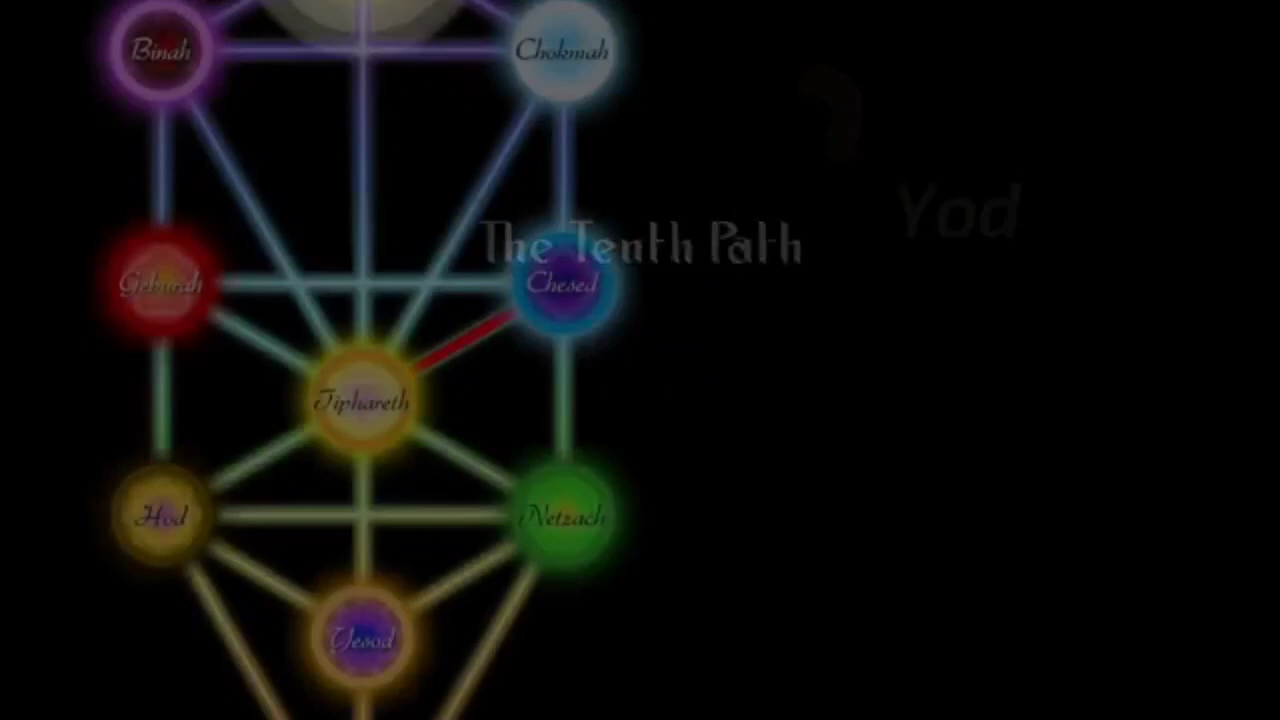 Binah
Chokmah
Yod
The Tenth Path
Geburah
Chesed
Tiphareth
Hod
Netzach
Yesod